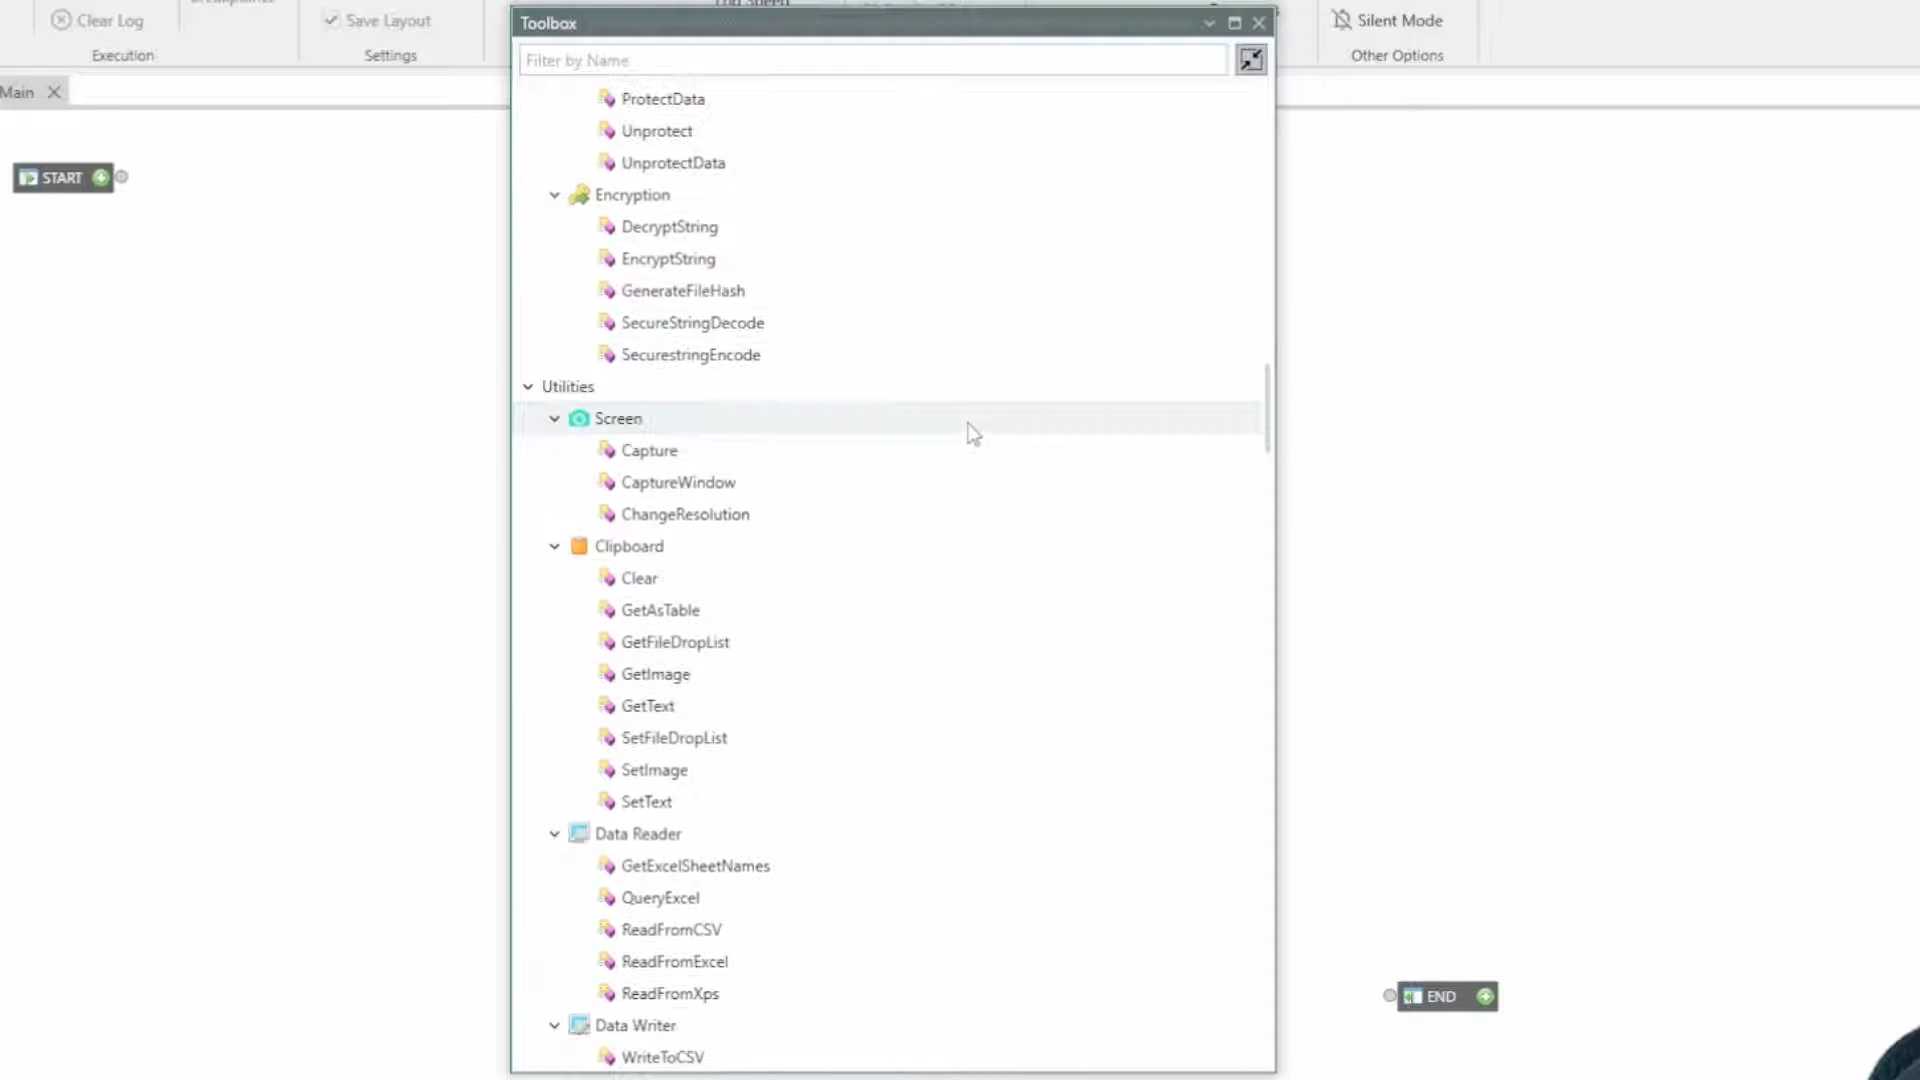 Clear Log
Save Layout
Silent Mode
Execution
Settings
Other Options
Main
START
END
Toolbox
Filter by Name
ProtectData
Unprotect
UnprotectData
Encryption
DecryptString
EncryptString
GenerateFileHash
SecureStringDecode
SecurestringEncode
Utilities
Screen
Capture
CaptureWindow
ChangeResolution
Clipboard
Clear
GetAsTable
GetFileDropList
GetImage
GetText
SetFileDropList
SetImage
SetText
Data Reader
GetExcelSheetNames
QueryExcel
ReadFromCSV
ReadFromExcel
ReadFromXps
Data Writer
WriteToCSV